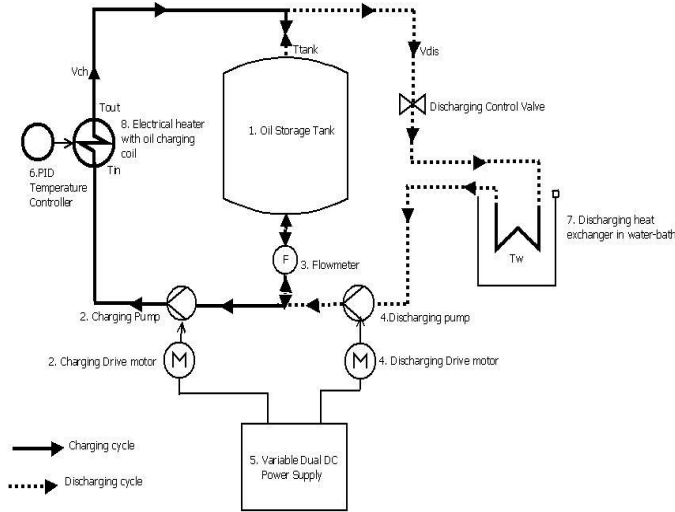 Ttank
Vdis
Vch
Tout
8. Electrical heater
with oil charging
coil
1. Oil Storage Tank
Discharging Control Valve
6.PID
Temperature
Controller
Tin
7. Discharging heat
exchanger in water-bath
Tw
F
3. Flowmeter
2. Charging Pump
4.Discharging pump
2. Charging Drive motor
M
M
4. Discharging Drive motor
5. Variable Dual DC
Power Supply
Charging cycle
Discharging cycle